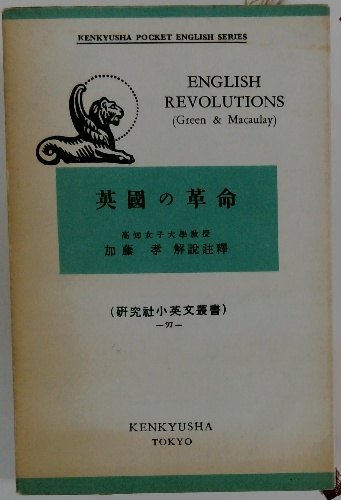 KENKYUSHA POCKET ENGLISH SERIES
ENGLISH
REVOLUTIONS
(Green & Macaulay)
英國の革命
高知女子大學教授
加藤 孝 解說註釋
(硏究社小英文叢書)
—97—
KENKYUSHA
TOKYO